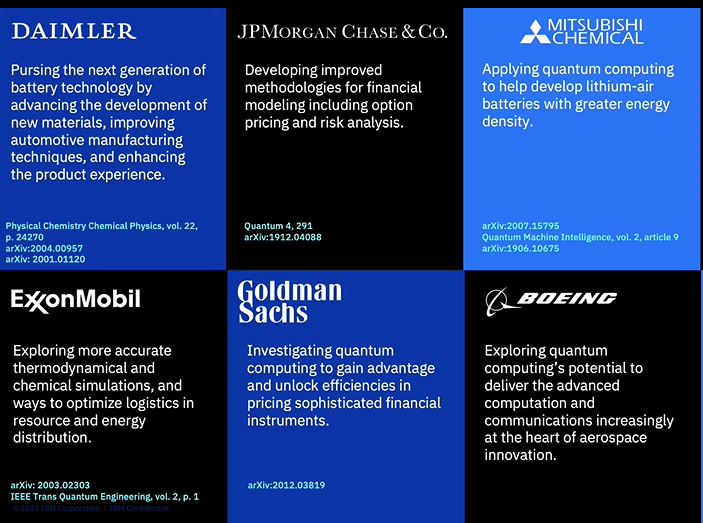 DAIMLER
Pursing the next generation of
battery technology by
advancing the development of
new materials, improving
automotive manufacturing
techniques, and enhancing
the product experience.
Physical Chemistry Chemical Physics, vol. 22,
p. 24270
arXiv:2004.00957
arXiv: 2001.01120
JPMORGAN CHASE & CO.
Developing improved
methodologies for financial
modeling including option
pricing and risk analysis.
Quantum 4, 291
arXiv:1912.04088
MITSUBISHI
CHEMICAL
Applying quantum computing
to help develop lithium-air
batteries with greater energy
density.
arXiv:2007.15795
Quantum Machine Intelligence, vol. 2, article 9
arXiv:1906.10675
ExxonMobil
Exploring more accurate
thermodynamical and
chemical simulations, and
ways to optimize logistics in
resource and energy
distribution.
arXiv: 2003.02303
IEEE Trans Quantum Engineering, vol. 2, p. 1
© 2021 IBM Corporation | IBM Confidential
Goldman
Sachs
Investigating quantum
computing to gain advantage
and unlock efficiencies in
pricing sophisticated financial
instruments.
arXiv:2012.03819
BOEING
Exploring quantum
computing's potential to
deliver the advanced
computation and
communications increasingly
at the heart of aerospace
innovation.